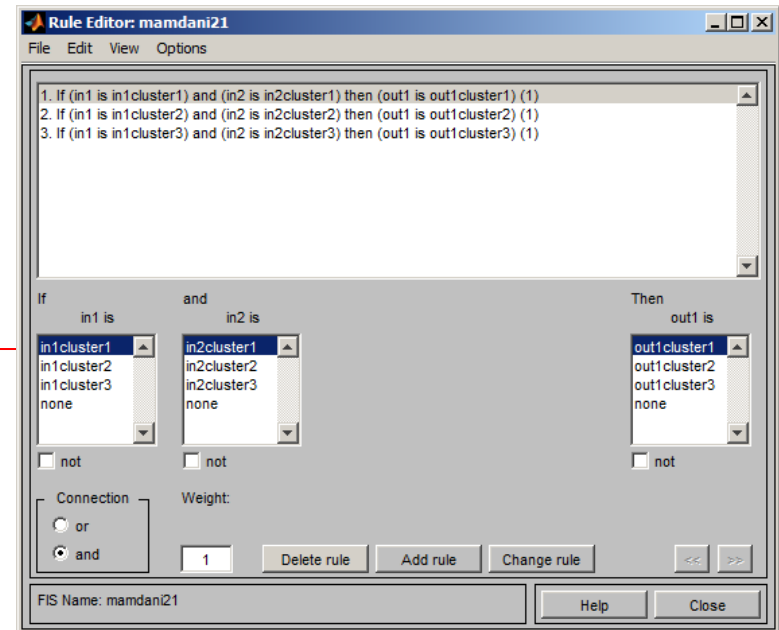 Rule Editor: mamdani21
File Edit View Options
1. If (in1 is in1cluster1) and (in2 is in2cluster1) then (out1 is out1cluster1) (1)
2. If (in1 is in1cluster2) and (in2 is in2cluster2) then (out1 is out1cluster2) (1)
3. If (in1 is in1cluster3) and (in2 is in2cluster3) then (out1 is out1cluster3) (1)
If and Then
in1 is in2 is out1 is
in1cluster1 in2cluster1 out1cluster1
in1cluster2 in2cluster2 out1cluster2
in1cluster3 in2cluster3 out1cluster3
none none none
not not not
Connection Weight:
or
and 1 Delete rule Add rule Change rule << >>
FIS Name: mamdani21 Help Close